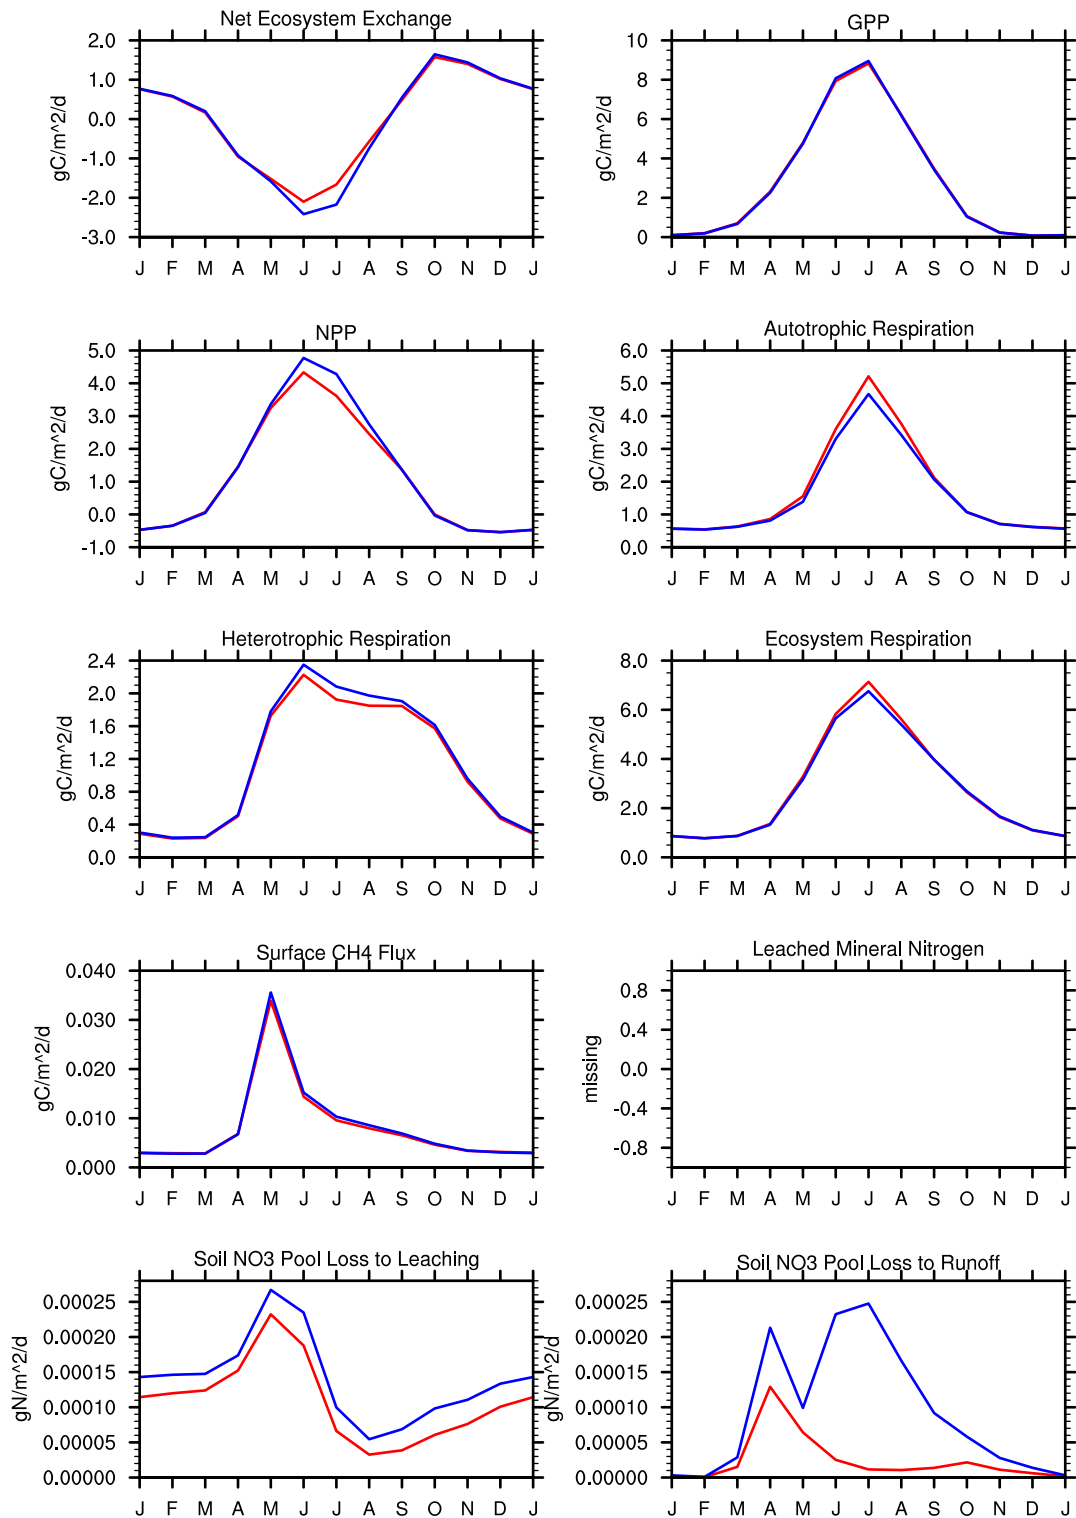 Net Ecosystem Exchange
gC/m^2/d
2.0
1.0
0.0
-1.0
-2.0
-3.0
J F M A M J J A S O N D J
GPP
gC/m^2/d
10
8
6
4
2
0
J F M A M J J A S O N D J
NPP
gC/m^2/d
5.0
4.0
3.0
2.0
1.0
0.0
-1.0
J F M A M J J A S O N D J
Autotrophic Respiration
gC/m^2/d
6.0
5.0
4.0
3.0
2.0
1.0
0.0
J F M A M J J A S O N D J
Heterotrophic Respiration
gC/m^2/d
2.4
2.0
1.6
1.2
0.8
0.4
0.0
J F M A M J J A S O N D J
Ecosystem Respiration
gC/m^2/d
8.0
6.0
4.0
2.0
0.0
J F M A M J J A S O N D J
Surface CH4 Flux
gC/m^2/d
0.040
0.030
0.020
0.010
0.000
J F M A M J J A S O N D J
Leached Mineral Nitrogen
missing
0.8
0.4
0.0
-0.4
-0.8
J F M A M J J A S O N D J
Soil NO3 Pool Loss to Leaching
gN/m^2/d
0.00025
0.00020
0.00015
0.00010
0.00005
0.00000
J F M A M J J A S O N D J
Soil NO3 Pool Loss to Runoff
gN/m^2/d
0.00025
0.00020
0.00015
0.00010
0.00005
0.00000
J F M A M J J A S O N D J